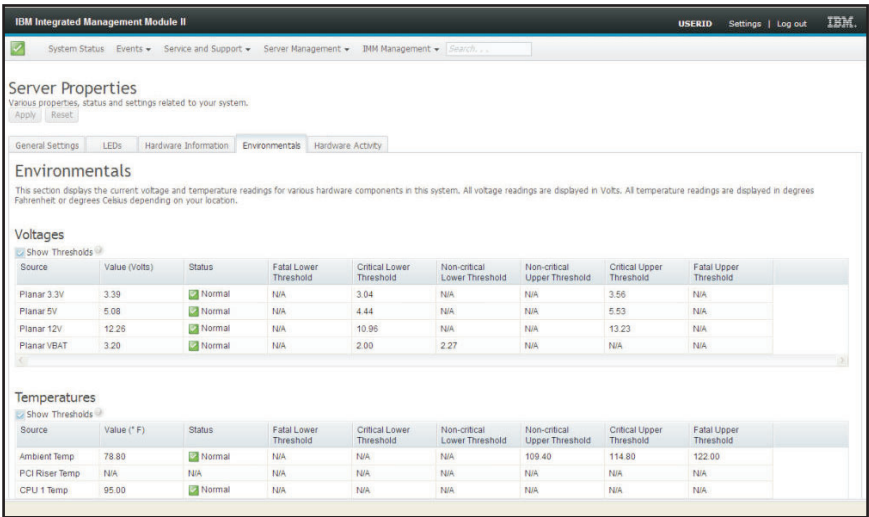 IBM Integrated Management Module II USERID Settings | Log out IBM.
System Status Events Service and Support Server Management IMM Management Search. . .
Server Properties
Various properties, status and settings related to your system.
Apply Reset
General Settings LEDs Hardware Information Environmentals Hardware Activity
Environmentals
This section displays the current voltage and temperature readings for various hardware components in this system. All voltage readings are displayed in Volts. All temperature readings are displayed in degrees
Fahrenheit or degrees Celsius depending on your location.
Voltages
Show Thresholds
Source Value (Volts) Status Fatal Lower Threshold Critical Lower Threshold Non-critical Lower Threshold Non-critical Upper Threshold Critical Upper Threshold Fatal Upper Threshold
Planar 3.3V 3.39 Normal N/A 3.04 N/A N/A 3.56 N/A
Planar 5V 5.08 Normal N/A 4.44 N/A N/A 5.53 N/A
Planar 12V 12.26 Normal N/A 10.96 N/A N/A 13.23 N/A
Planar VBAT 3.20 Normal N/A 2.00 2.27 N/A N/A N/A
Temperatures
Show Thresholds
Source Value (° F) Status Fatal Lower Threshold Critical Lower Threshold Non-critical Lower Threshold Non-critical Upper Threshold Critical Upper Threshold Fatal Upper Threshold
Ambient Temp 78.80 Normal N/A N/A N/A 109.40 114.80 122.00
PCI Riser Temp N/A N/A N/A N/A N/A N/A N/A N/A
CPU 1 Temp 95.00 Normal N/A N/A N/A N/A N/A N/A